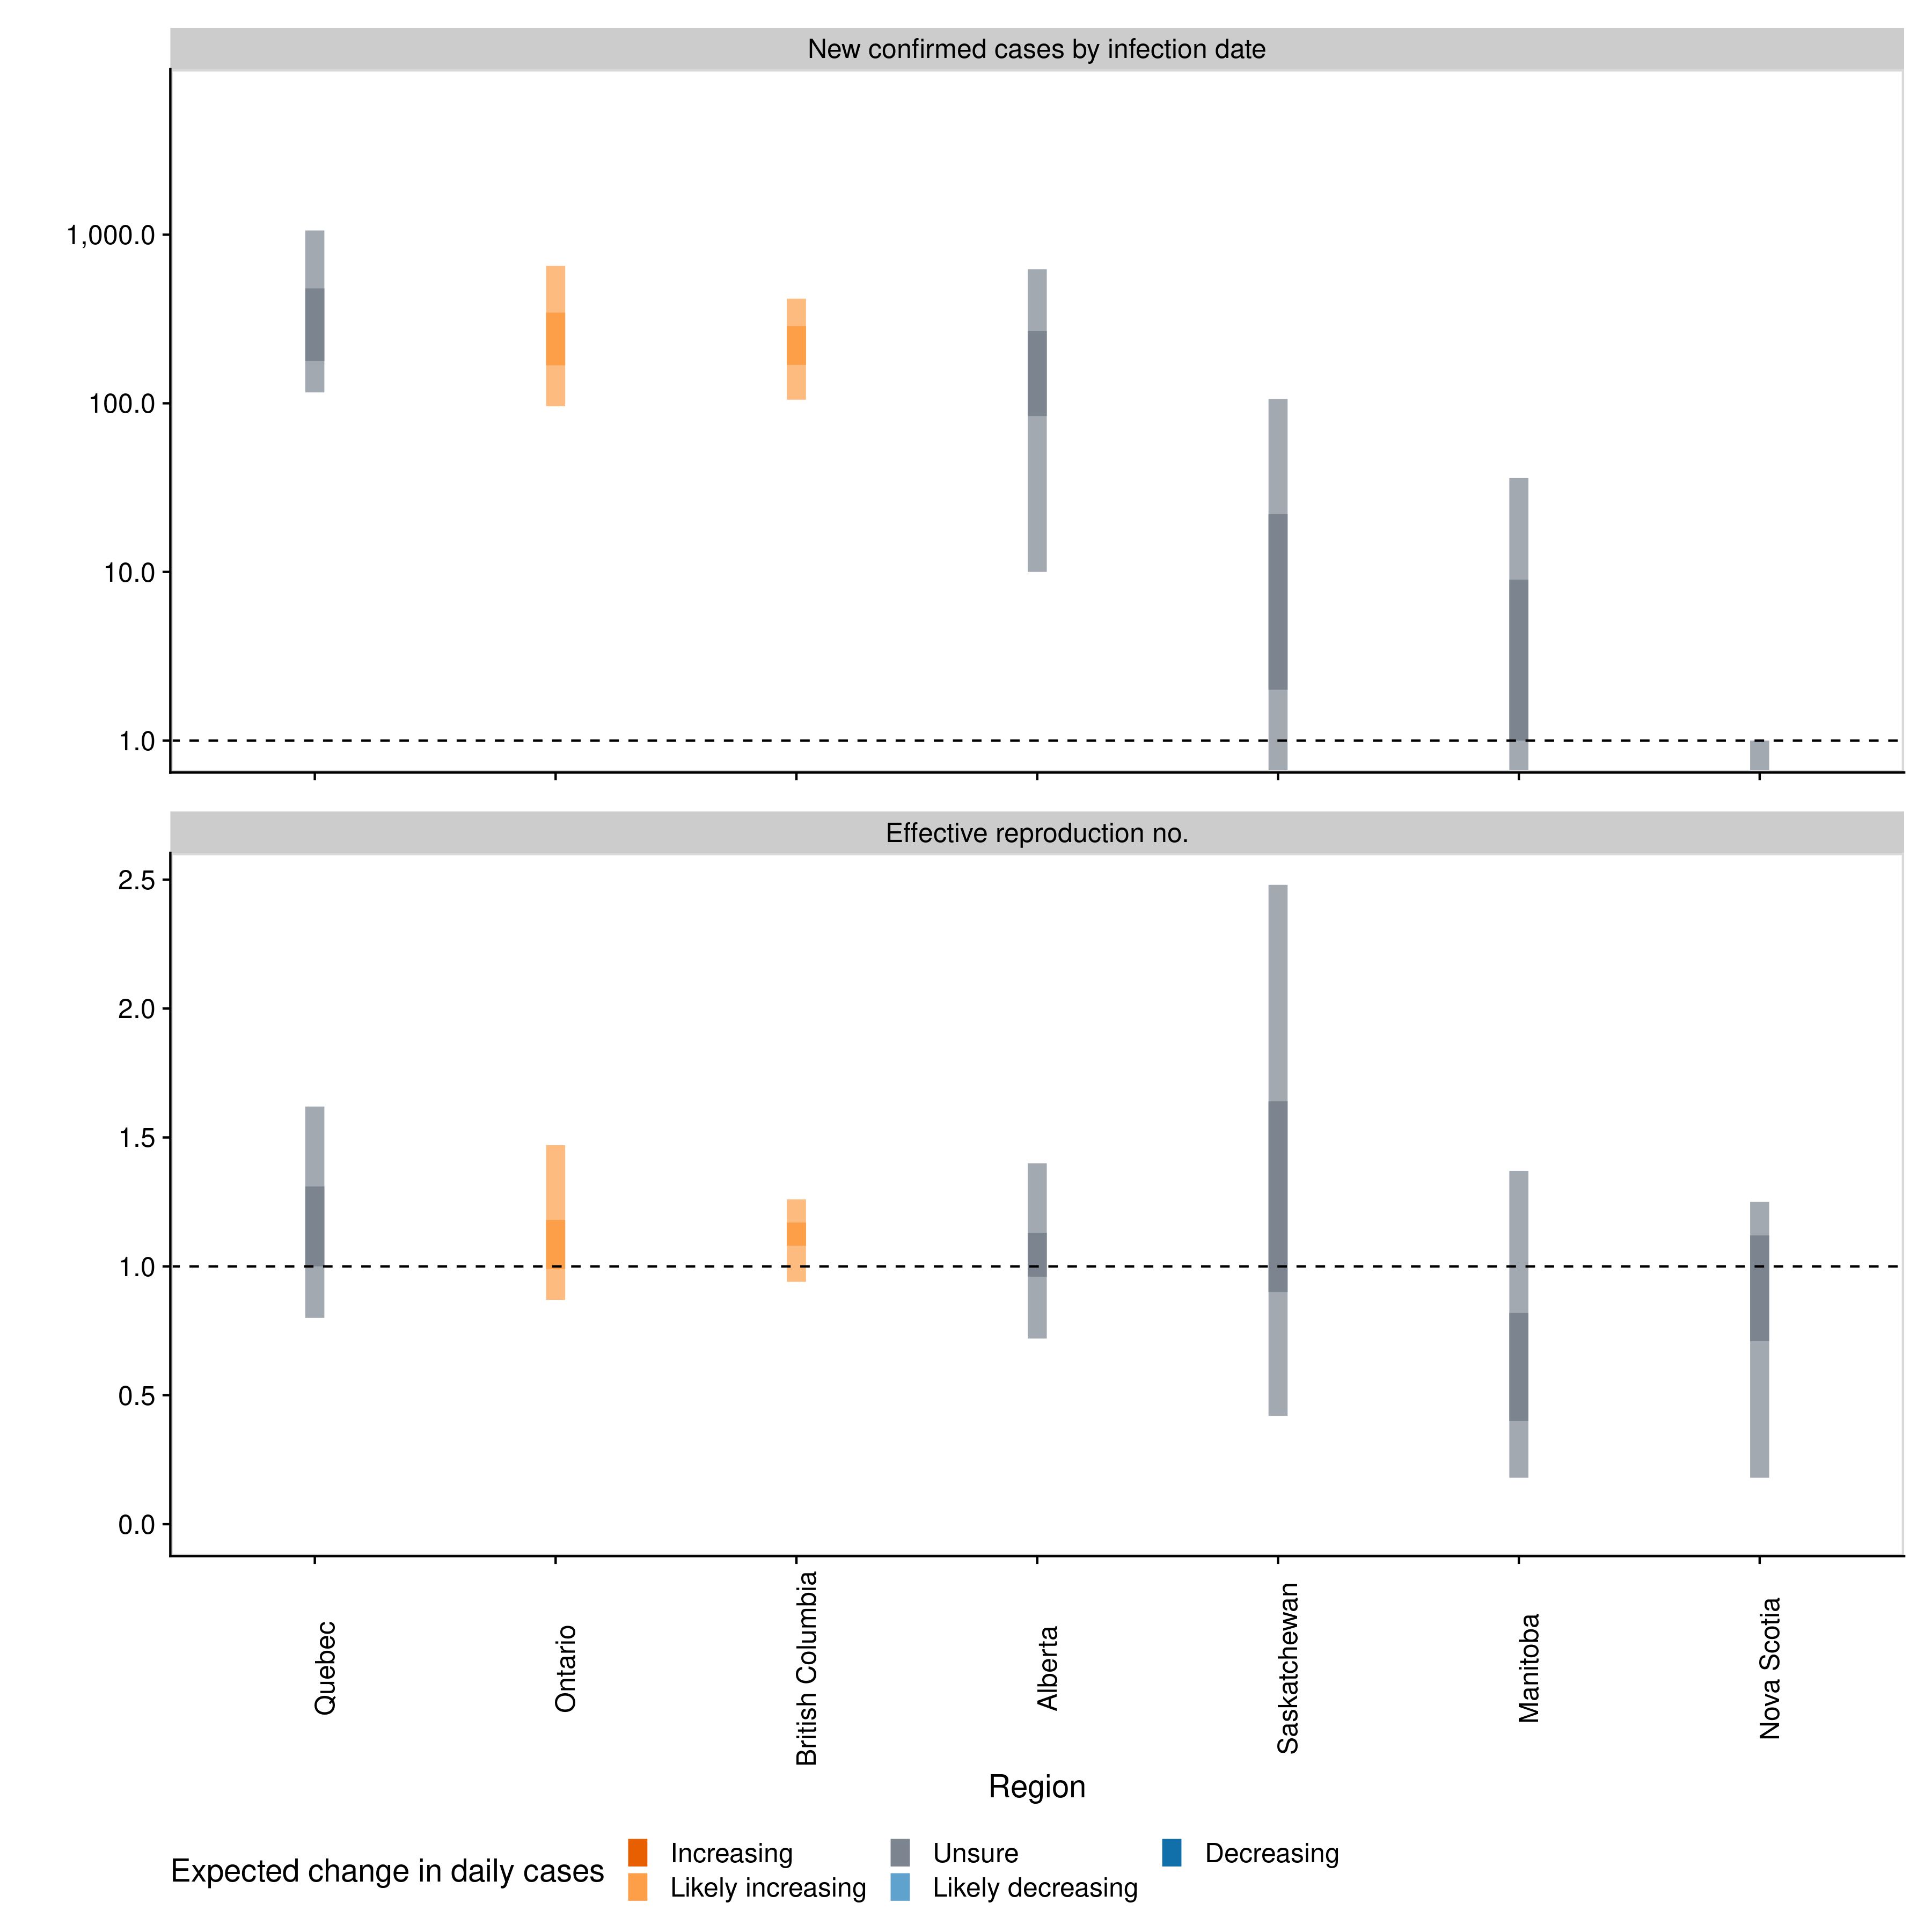 New confirmed cases by infection date
1,000.0
100.0
10.0
1.0
Effective reproduction no.
2.5
2.0
1.5
1.0
0.5
0.0
Quebec
Ontario
British Columbia
Alberta
Saskatchewan
Manitoba
Nova Scotia
Region
Expected change in daily cases
Increasing
Likely increasing
Unsure
Likely decreasing
Decreasing